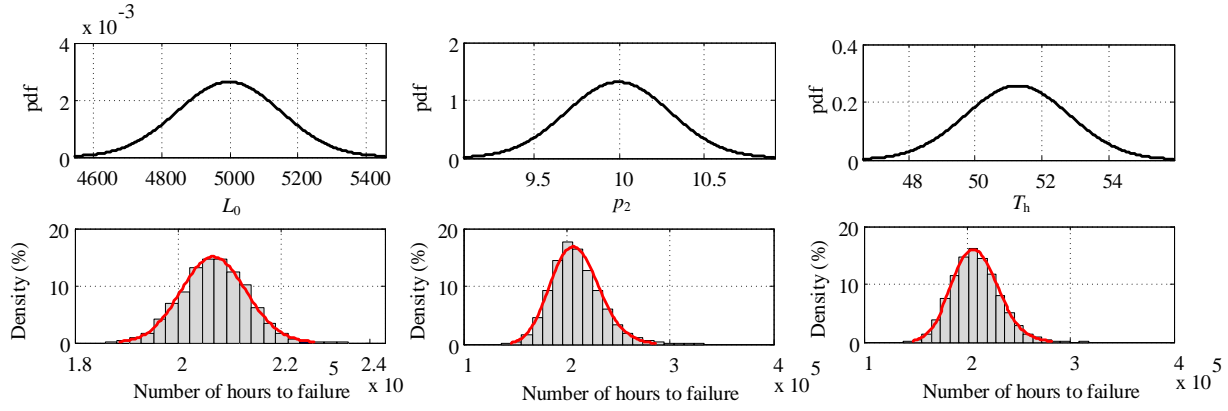 x 10 -3
4
2
0
pdf
4600 4800 5000 5200 5400
L0
2
1
0
pdf
9.5 10 10.5
p2
0.4
0.2
0
pdf
48 50 52 54
Th
20
10
0
Density (%)
1.8 2 2.2 2.4
Number of hours to failure
x 10 5
20
10
0
Density (%)
1 2 3 4
Number of hours to failure
x 10 5
20
10
0
Density (%)
1 2 3 4
Number of hours to failure
x 10 5